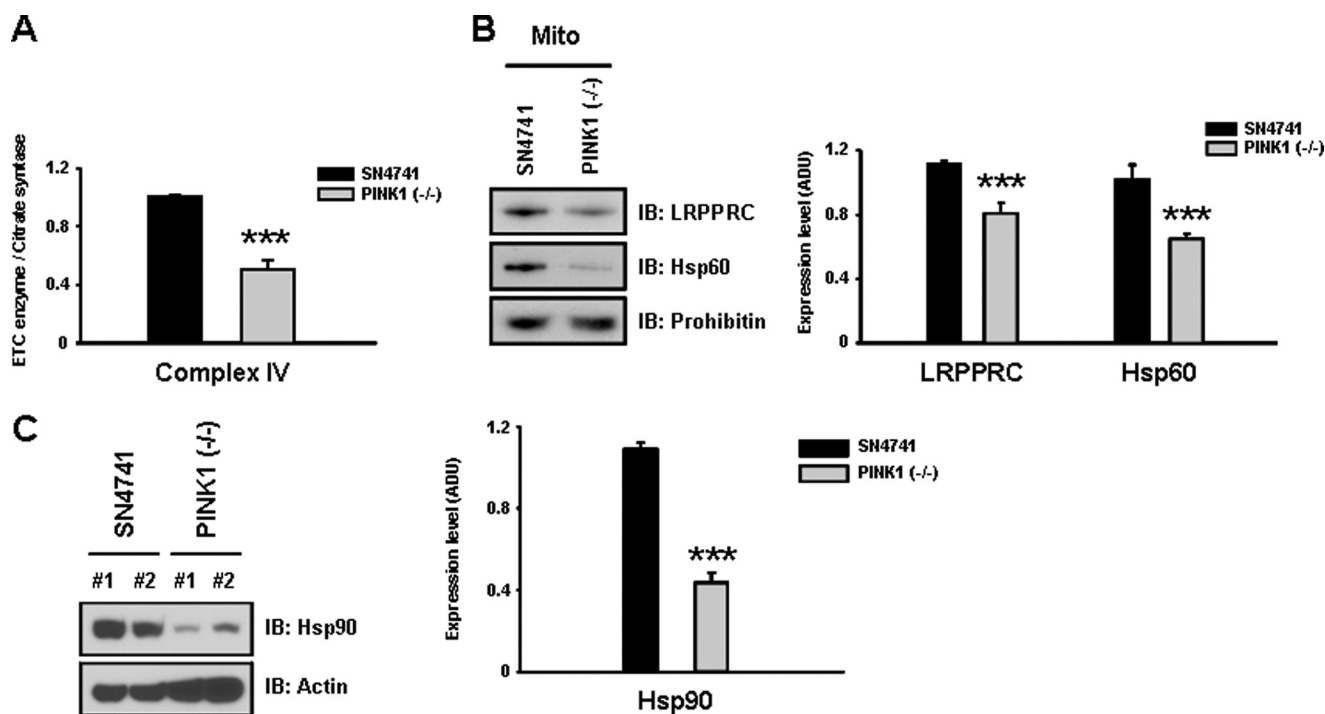 A
ETC enzyme / Citrate syntase
1.2
0.8
0.4
0
SN4741
PINK1 (-/-)
***
Complex IV
B
Mito
SN4741
PINK1 (-/-)
IB: LRPPRC
IB: Hsp60
IB: Prohibitin
Expression level (ADU)
1.2
0.8
0.4
0
SN4741
PINK1 (-/-)
***
***
LRPPRC
Hsp60
C
SN4741
PINK1 (-/-)
#1 #2 #1 #2
IB: Hsp90
IB: Actin
Expression level (ADU)
1.2
0.8
0.4
0
SN4741
PINK1 (-/-)
***
Hsp90